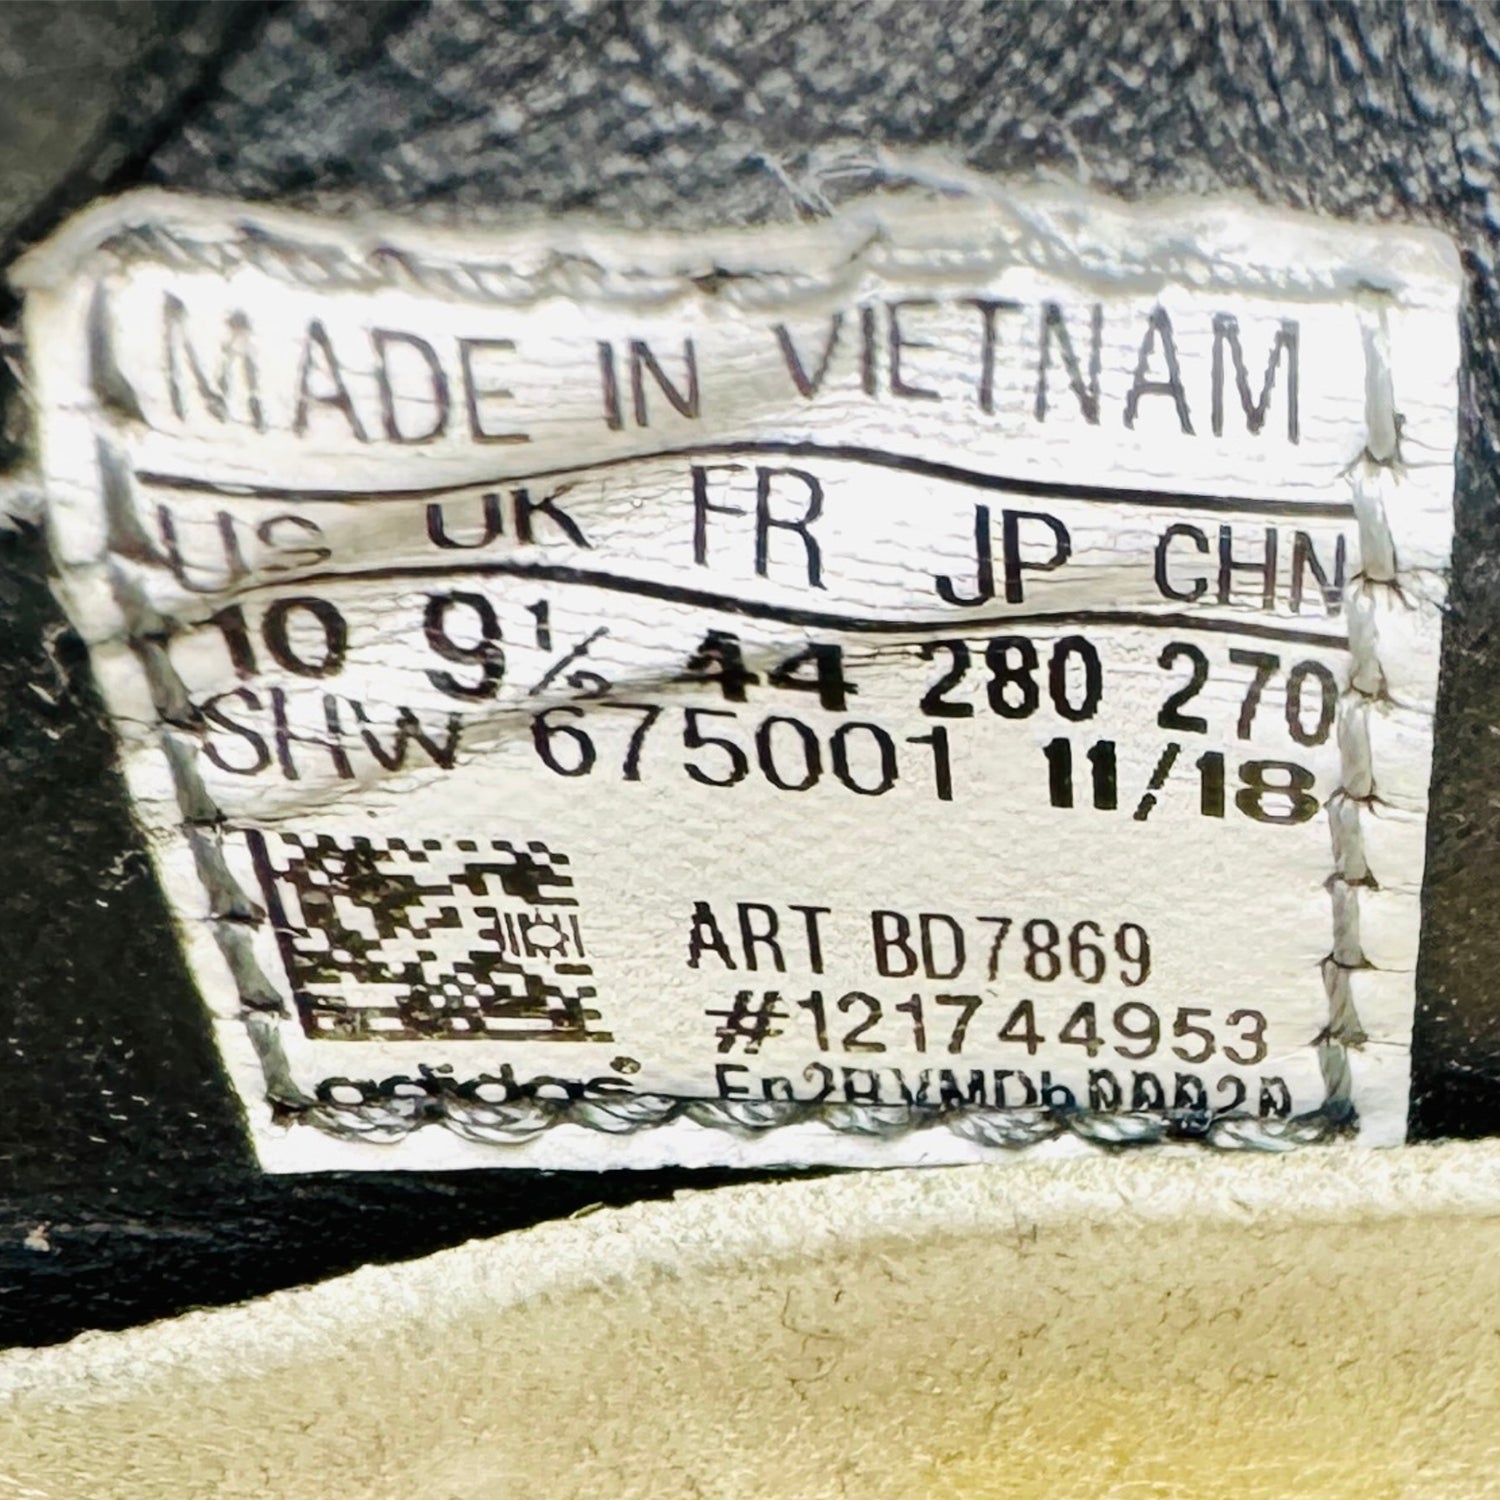 MADE IN VIETNAM
US UK FR JP CHN
10 9½ 44 280 270
SHW 675001 11/18
ART BD7869
#121744953
adidas®